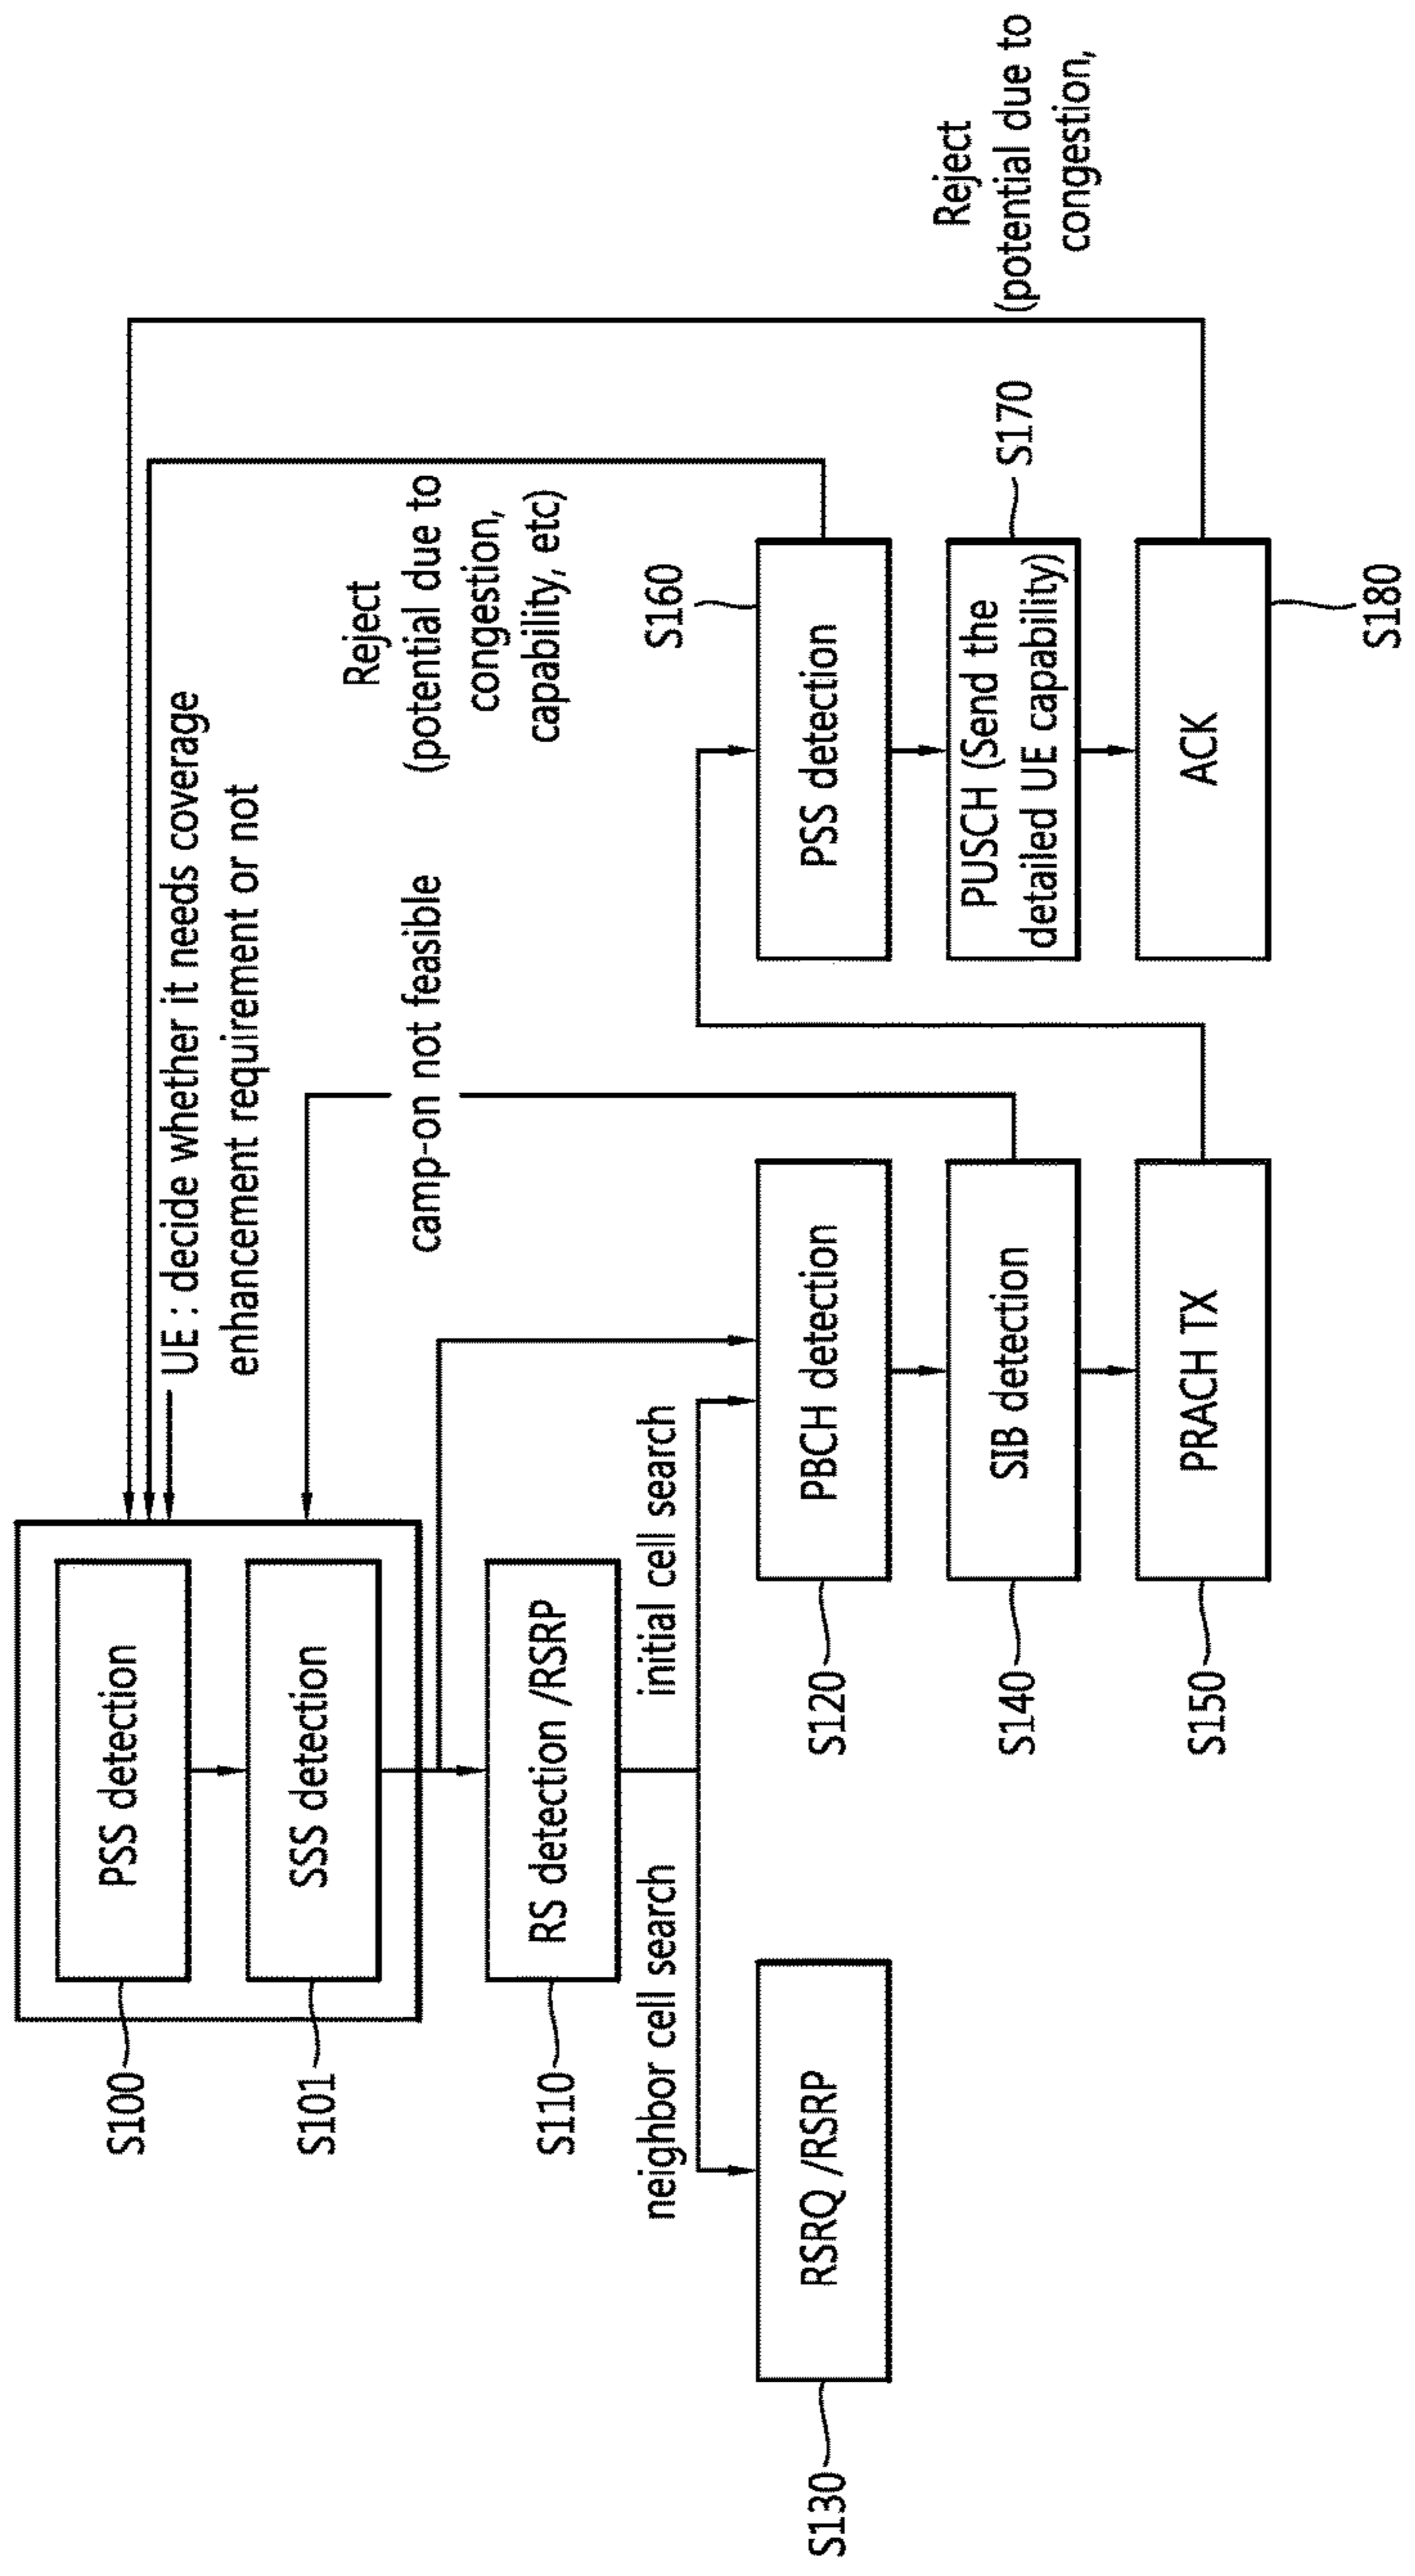 UE : decide whether it needs coverage
enhancement requirement or not
S100
PSS detection
S101
SSS detection
camp-on not feasible
Reject
(potential due to
congestion,
capability, etc)
S110
RS detection /RSRP
neighbor cell search
initial cell search
S130
RSRQ /RSRP
S120
PBCH detection
S140
SIB detection
S150
PRACH TX
S160
PSS detection
S170
PUSCH (Send the
detailed UE capability)
S180
ACK
Reject
(potential due to
congestion,